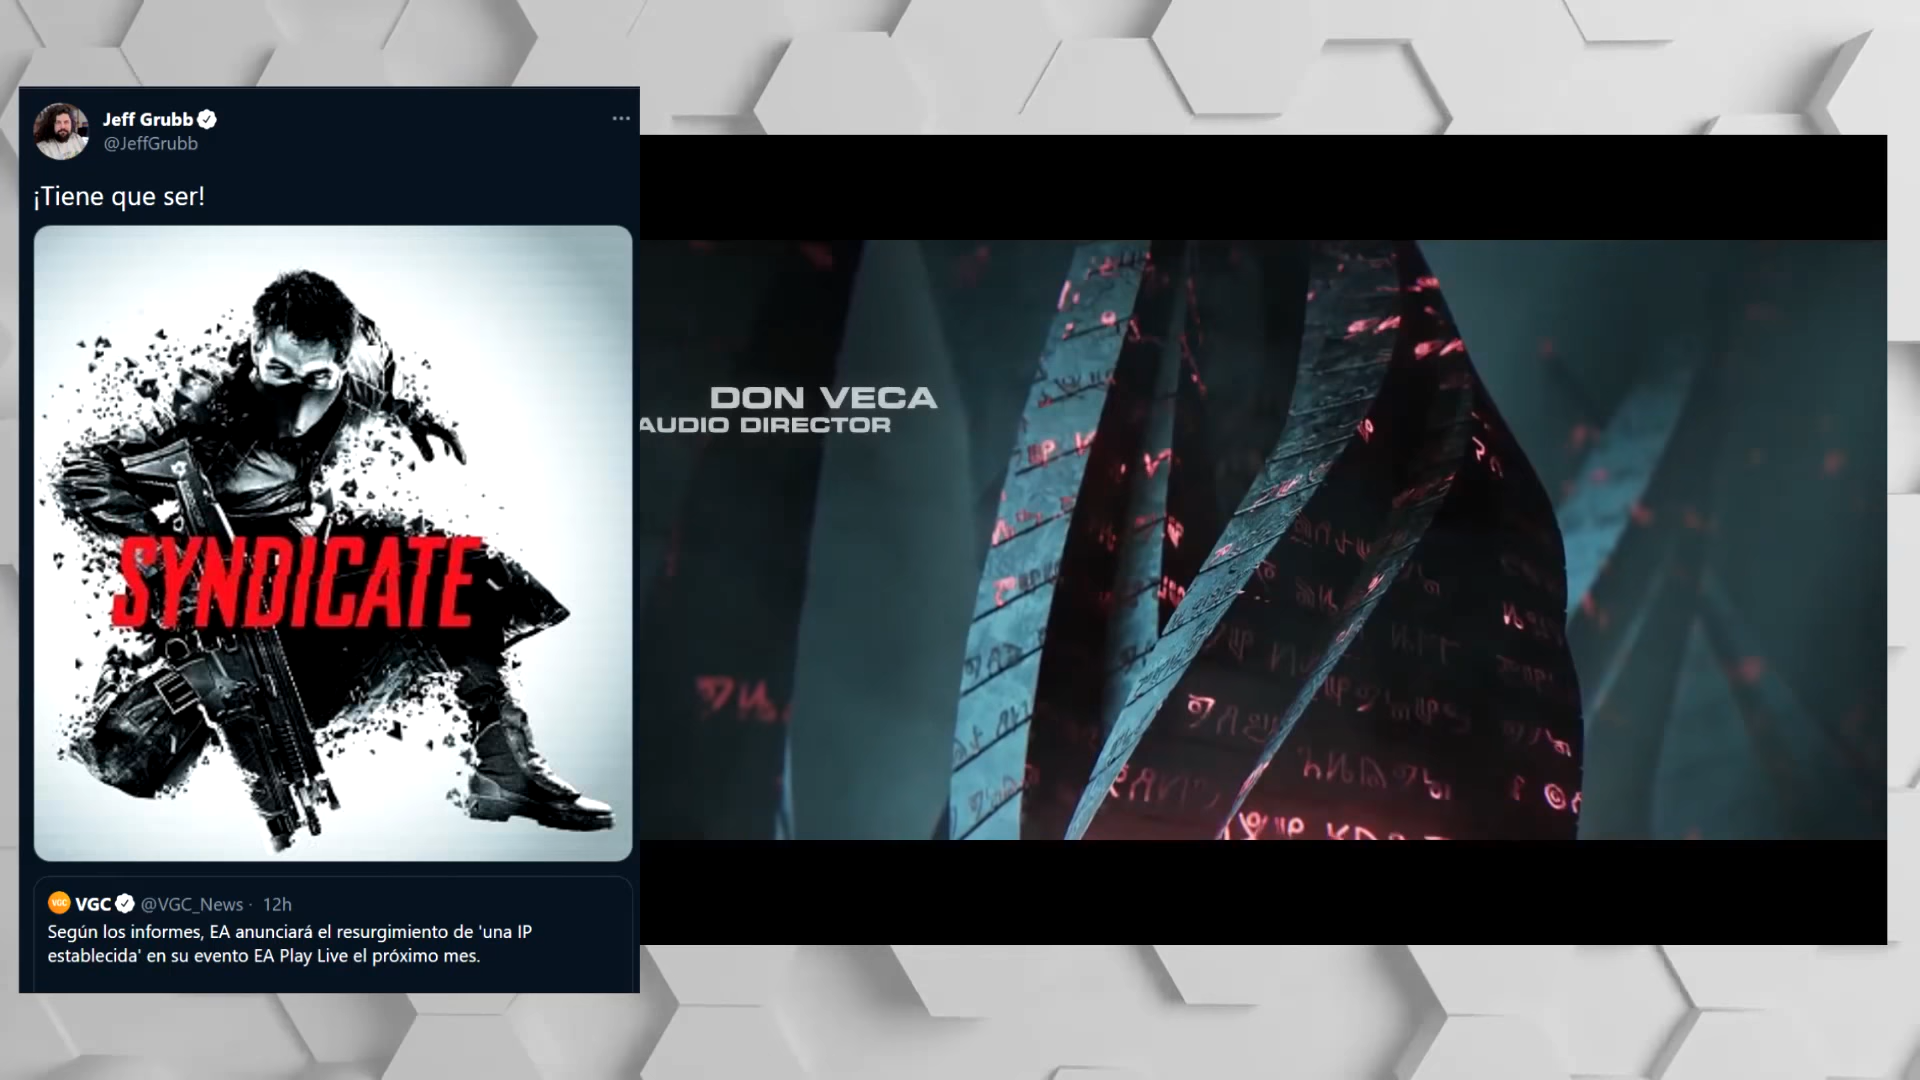 Jeff Grubb
@JeffGrubb
¡Tiene que ser!
SYNDICATE
VGC @VGC_News · 12h
Según los informes, EA anunciará el resurgimiento de 'una IP
establecida' en su evento EA Play Live el próximo mes.
DON VECA
AUDIO DIRECTOR